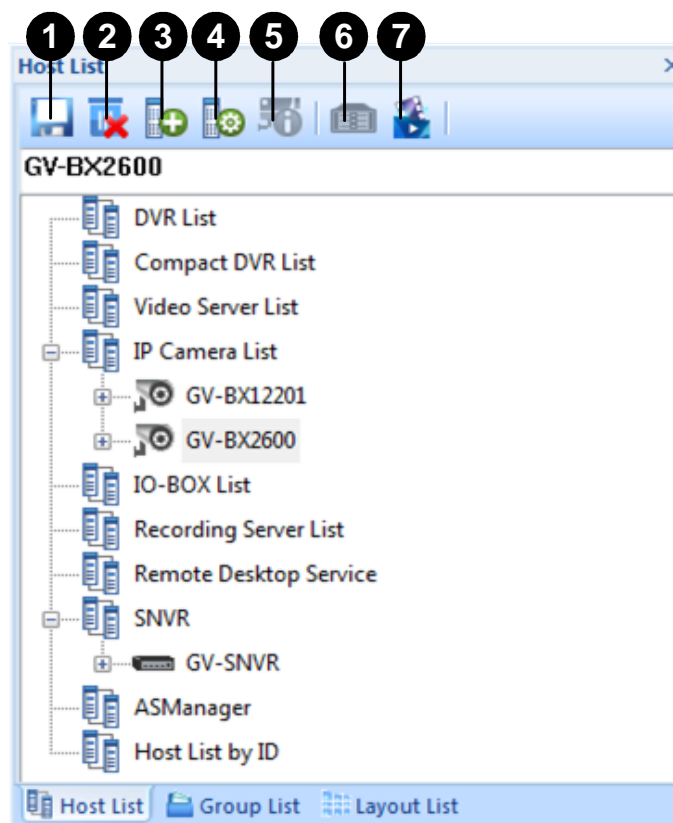 1 2 3 4 5 6 7
Host List
GV-BX2600
DVR List
Compact DVR List
Video Server List
IP Camera List
GV-BX12201
GV-BX2600
IO-BOX List
Recording Server List
Remote Desktop Service
SNVR
GV-SNVR
ASManager
Host List by ID
Host List Group List Layout List